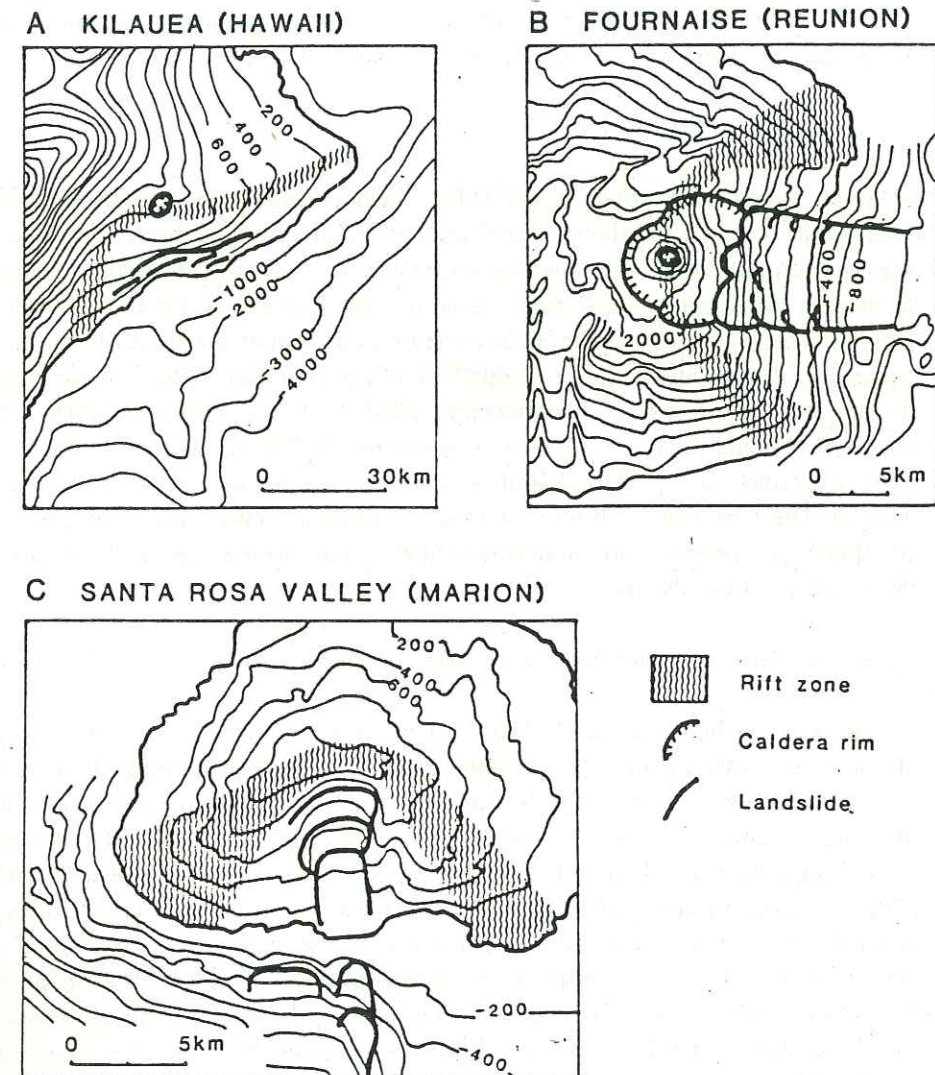 A KILAUEA (HAWAII)
200
400
600
-1000
-2000
-3000
-4000
0 30km
B FOURNAISE (REUNION)
-400
-800
2000
0 5km
C SANTA ROSA VALLEY (MARION)
200
400
600
-200
-400
0 5km
Rift zone
Caldera rim
Landslide